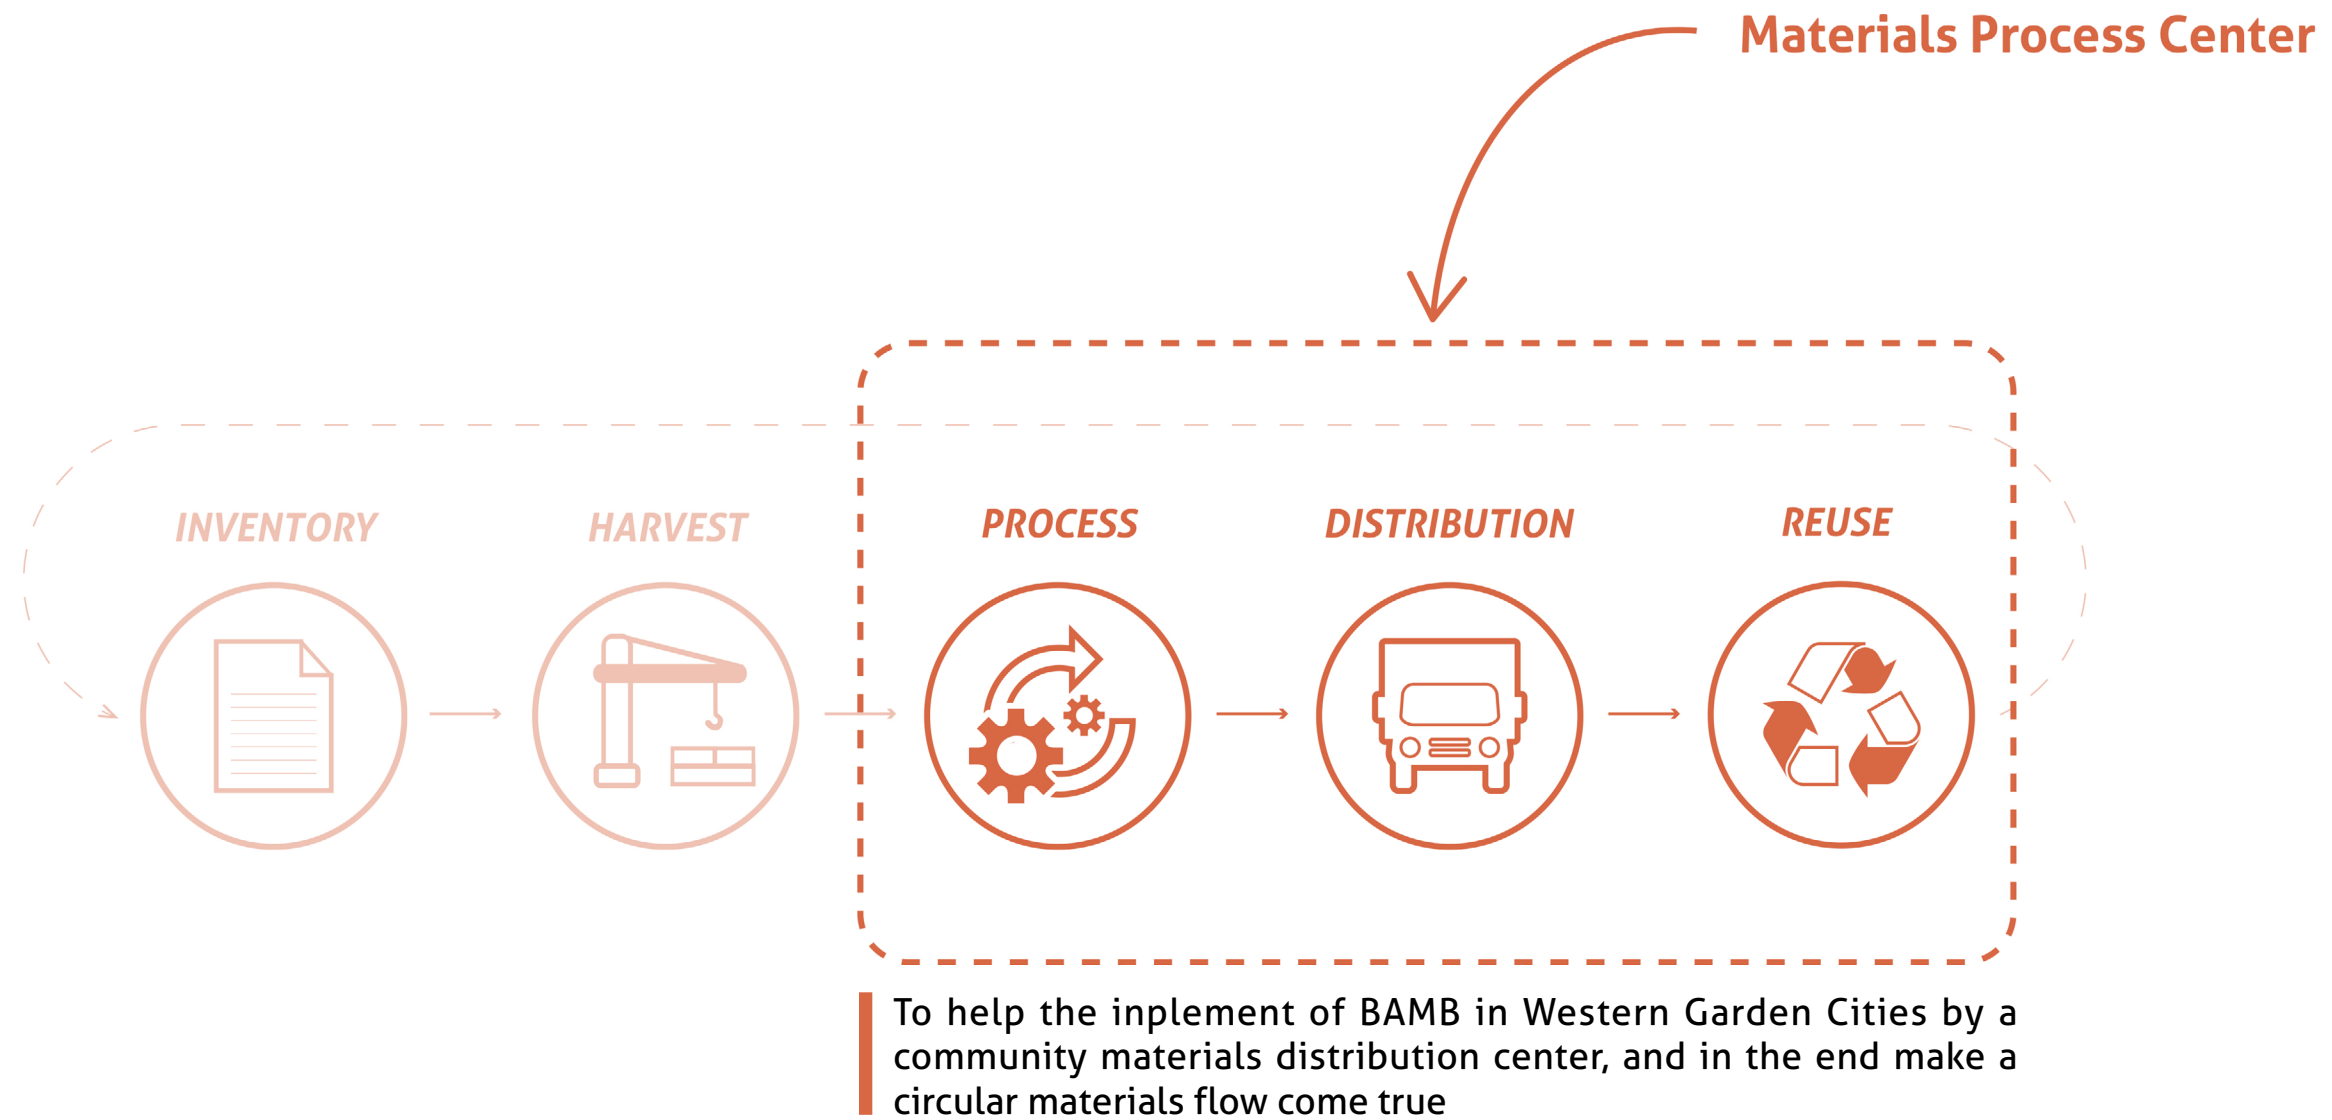 Materials Process Center
INVENTORY
HARVEST
PROCESS
DISTRIBUTION
REUSE
To help the inplement of BAMB in Western Garden Cities by a
community materials distribution center, and in the end make a
circular materials flow come true